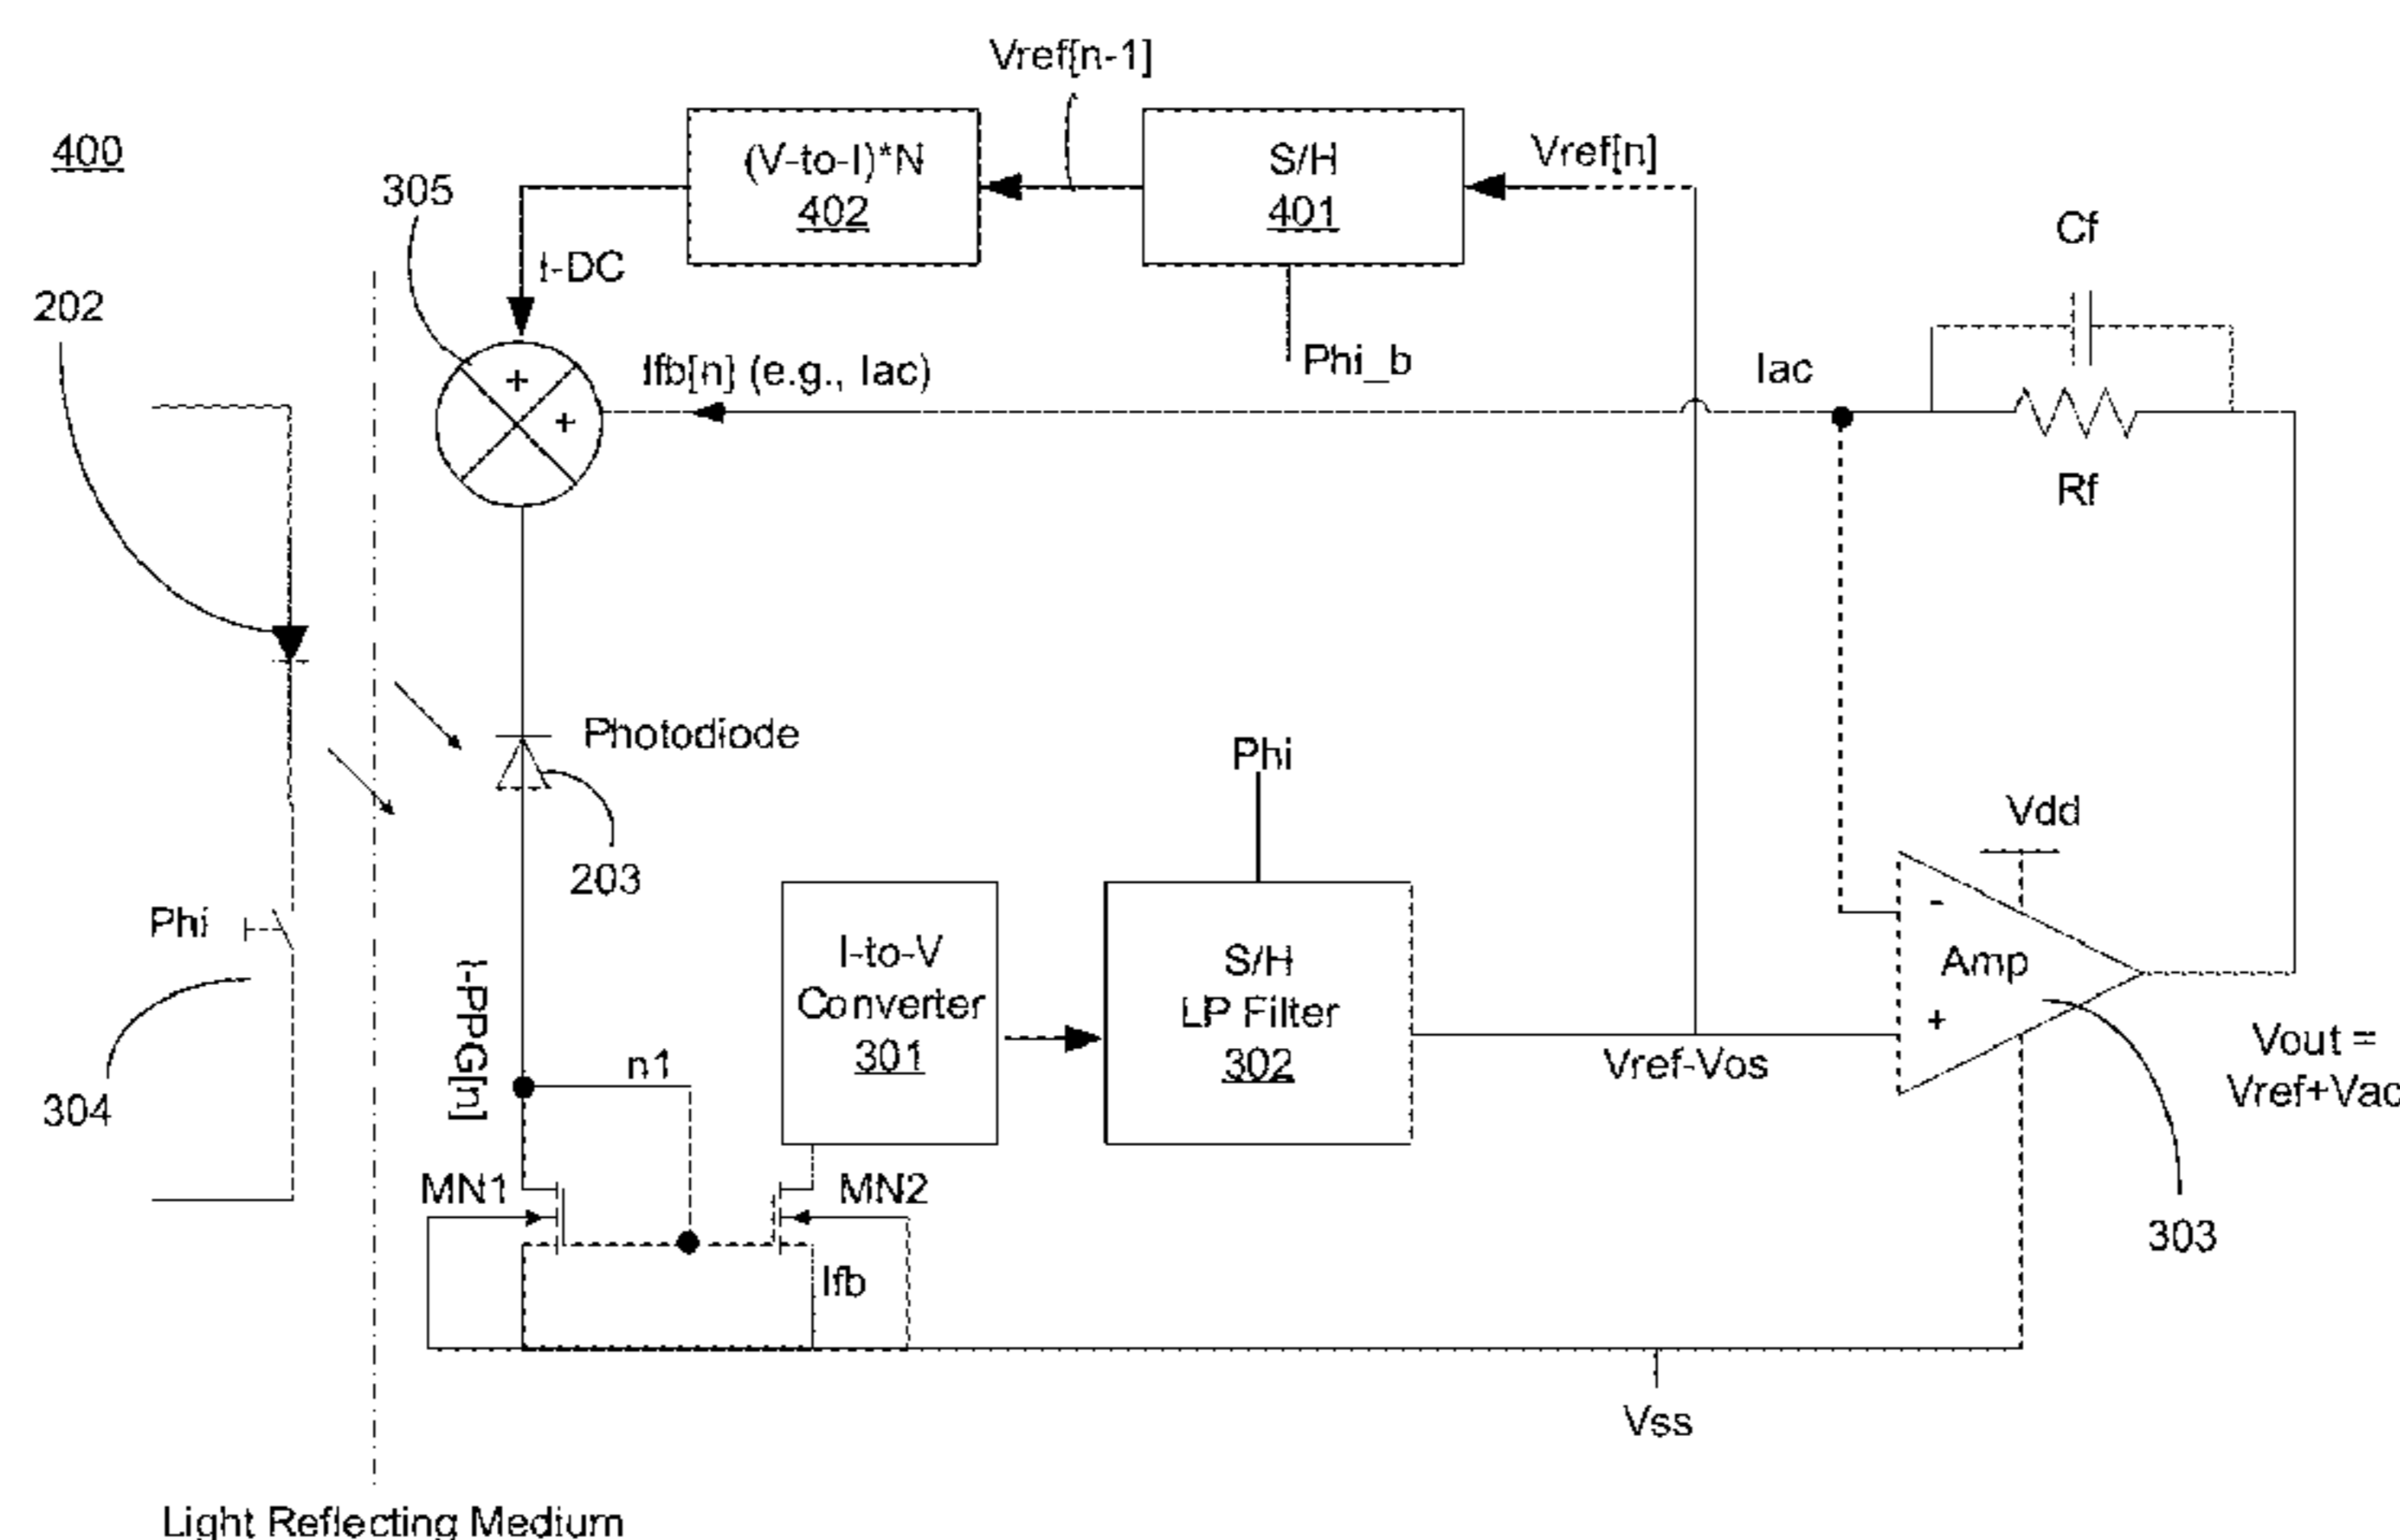 400
Vref[n-1]
(V-to-I)*N
402
S/H
401
Vref[n]
305
I-DC
Phi_b
Cf
202
Ifb[n] (e.g., Iac)
Iac
+
+
Rf
Photodiode
203
Phi
Phi
304
I-PPG[n]
n1
I-to-V
Converter
301
S/H
LP Filter
302
Vref-Vos
Vdd
-
Amp
+
Vout =
Vref+Vac
303
MN1
MN2
Ifb
Vss
Light Reflecting Medium